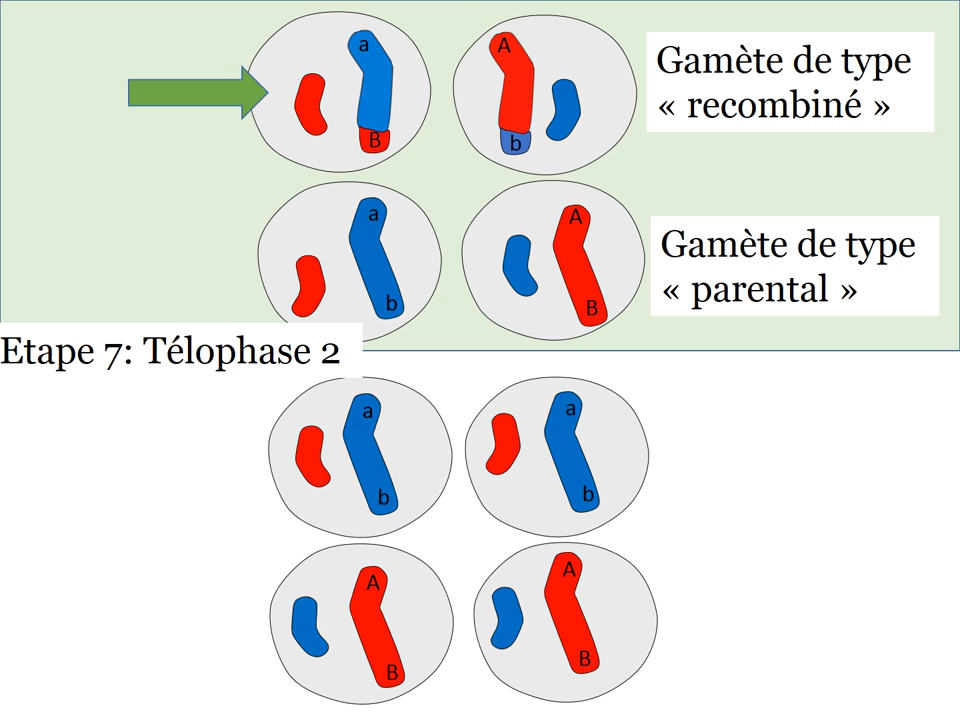 a
A
Gamète de type
« recombiné »
B
b
a
A
Gamète de type
« parental »
b
B
Etape 7: Télophase 2
a
a
b
b
A
A
B
B